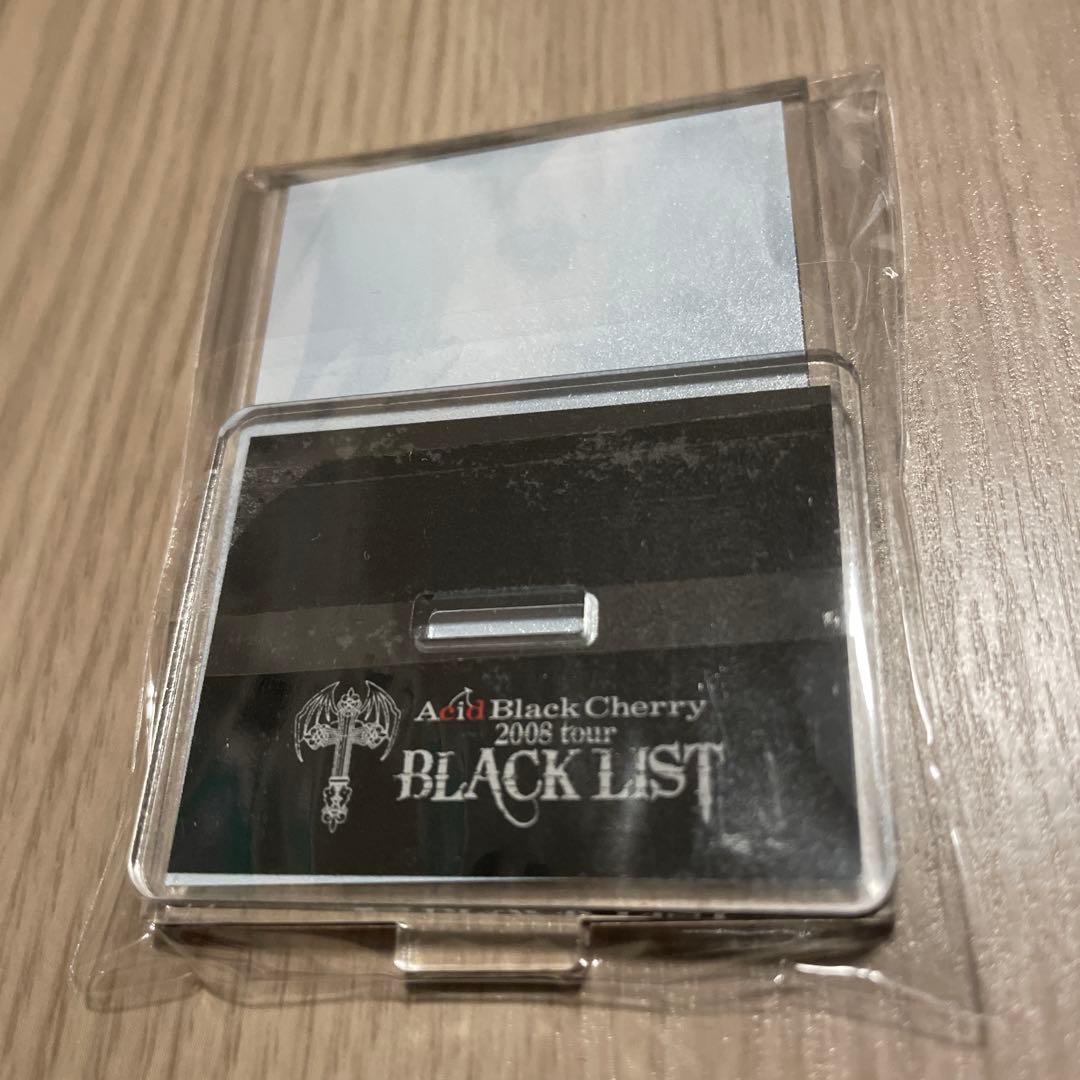 Acid Black Cherry
2008 tour
BLACK LIST